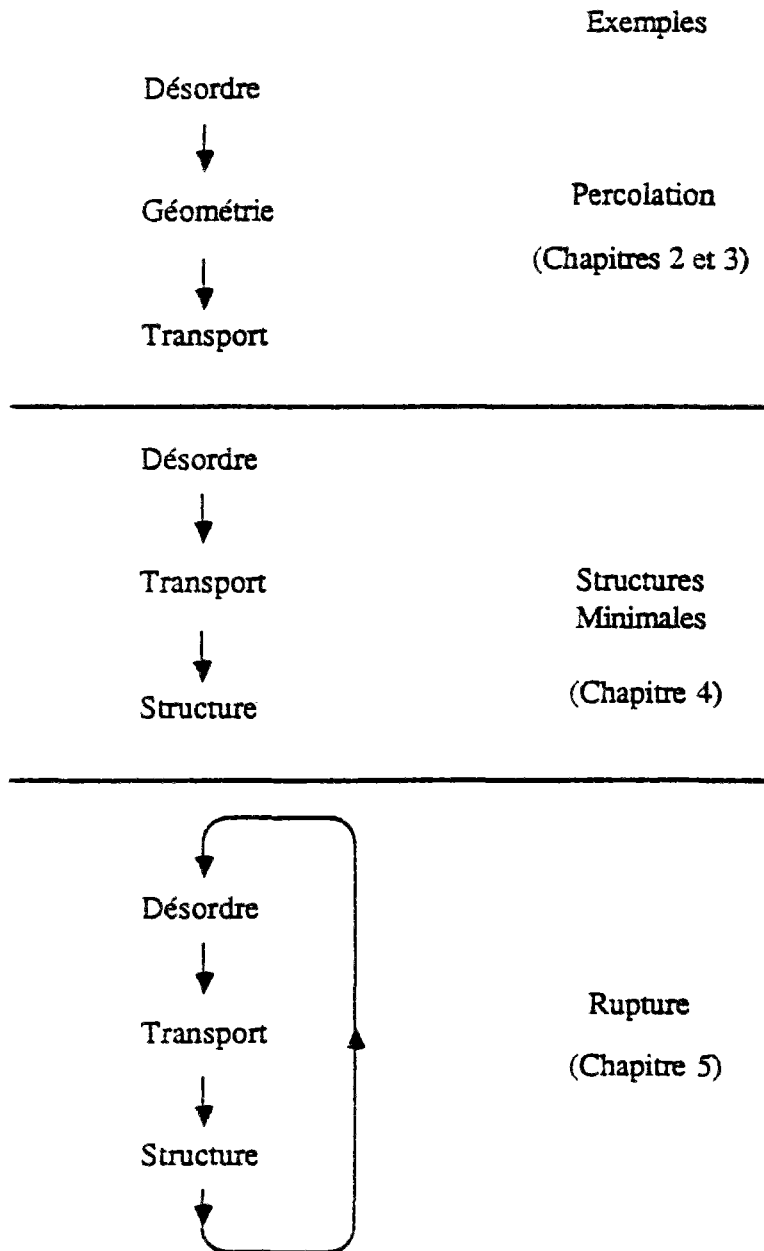 Exemples
Désordre
Géométrie
Percolation
(Chapitres 2 et 3)
Transport
Désordre
Transport
Structures
Minimales
Structure
(Chapitre 4)
Désordre
Transport
Rupture
(Chapitre 5)
Structure